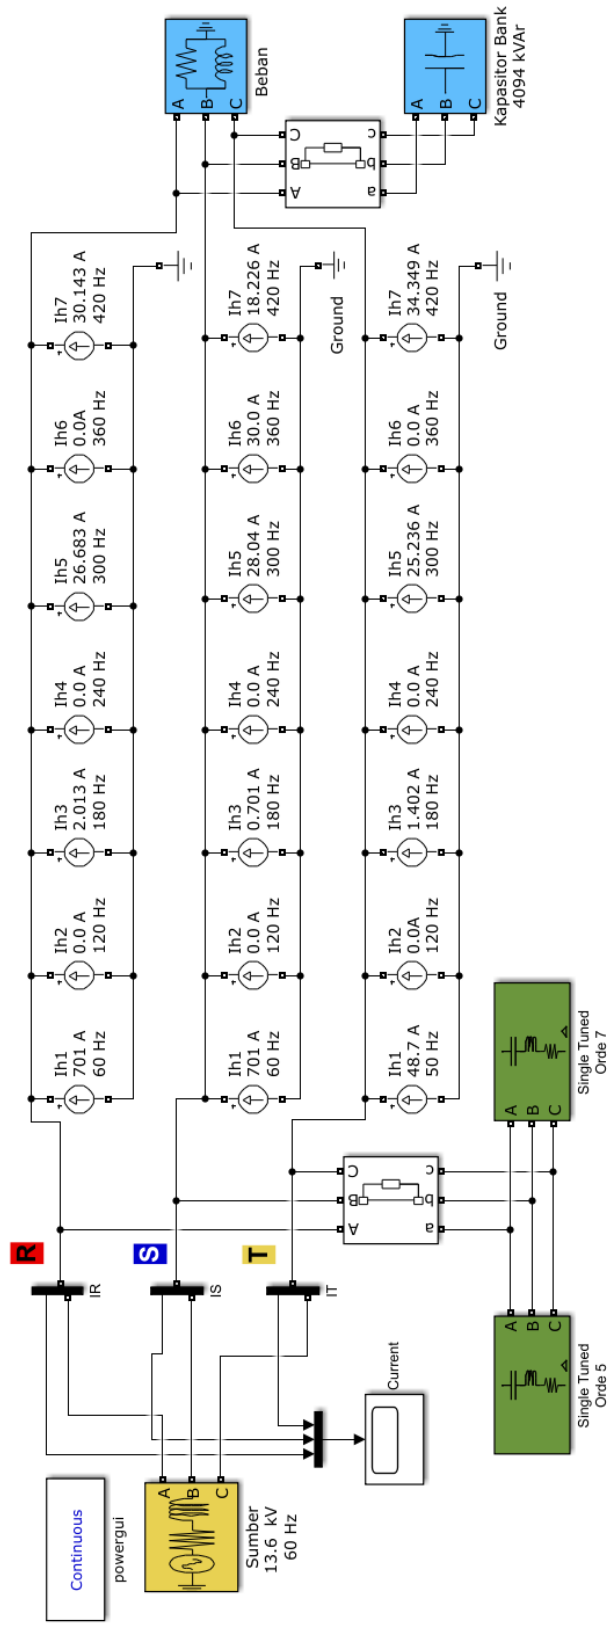 Continuous
powergui
Sumber
13.6 kV
60 Hz
A
B
C
Current
IR
IS
IT
R
S
T
A
B
C
a
b
c
Single Tuned
Orde 5
A
B
C
Single Tuned
Orde 7
A
B
C
Ih1
701 A
60 Hz
Ih2
0.0 A
120 Hz
Ih3
2.013 A
180 Hz
Ih4
0.0 A
240 Hz
Ih5
26.683 A
300 Hz
Ih6
0.0A
360 Hz
Ih7
30.143 A
420 Hz
Ih1
701 A
60 Hz
Ih2
0.0 A
120 Hz
Ih3
0.701 A
180 Hz
Ih4
0.0 A
240 Hz
Ih5
28.04 A
300 Hz
Ih6
30.0 A
360 Hz
Ih7
18.226 A
420 Hz
Ground
Ih1
48.7 A
50 Hz
Ih2
0.0A
120 Hz
Ih3
1.402 A
180 Hz
Ih4
0.0 A
240 Hz
Ih5
25.236 A
300 Hz
Ih6
0.0 A
360 Hz
Ih7
34.349 A
420 Hz
Ground
A
B
C
a
b
c
A
B
C
Beban
A
B
C
Kapasitor Bank
4094 kVAr